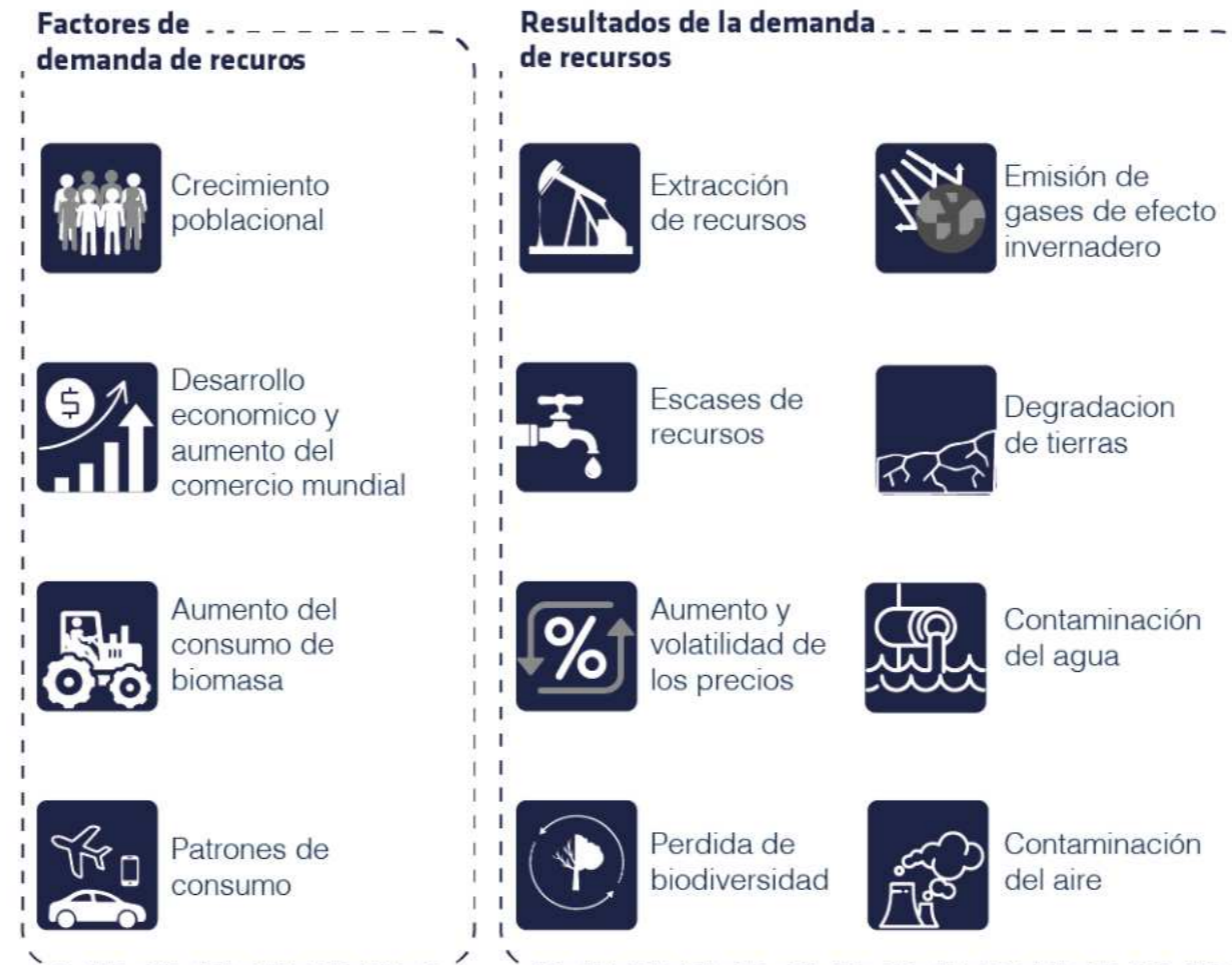 Factores de
demanda de recuros
Crecimiento
poblacional
Desarrollo
economico y
aumento del
comercio mundial
$
Aumento del
consumo de
biomasa
Patrones de
consumo
Resultados de la demanda
de recursos
Extracción
de recursos
Emisión de
gases de efecto
invernadero
Escases de
recursos
Degradacion
de tierras
%
Aumento y
volatilidad de
los precios
Contaminación
del agua
Perdida de
biodiversidad
Contaminación
del aire